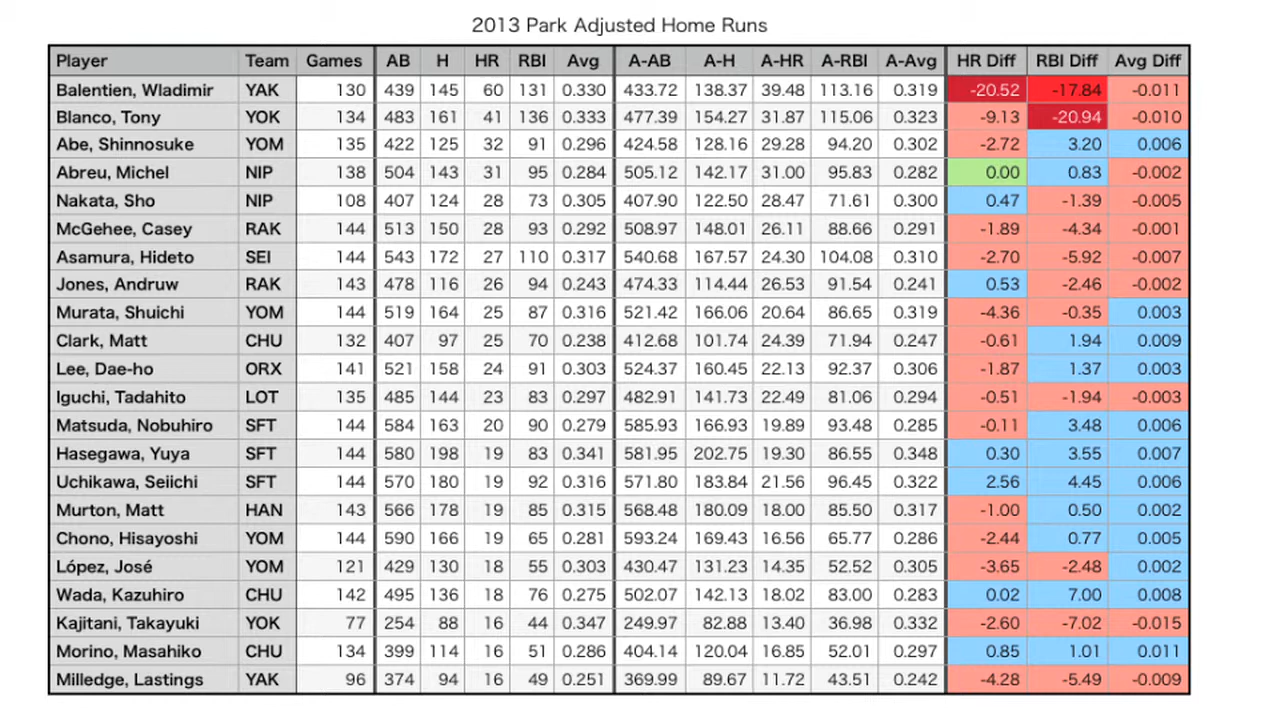 2013 Park Adjusted Home Runs
Player Team Games AB H HR RBI Avg A-AB A-H A-HR A-RBI A-Avg HR Diff RBI Diff Avg Diff
Balentien, Wladimir YAK 130 439 145 60 131 0.330 433.72 138.37 39.48 113.16 0.319 -20.52 -17.84 -0.011
Blanco, Tony YOK 134 483 161 41 136 0.333 477.39 154.27 31.87 115.06 0.323 -9.13 -20.94 -0.010
Abe, Shinnosuke YOM 135 422 125 32 91 0.296 424.58 128.16 29.28 94.20 0.302 -2.72 3.20 0.006
Abreu, Michel NIP 138 504 143 31 95 0.284 505.12 142.17 31.00 95.83 0.282 0.00 0.83 -0.002
Nakata, Sho NIP 108 407 124 28 73 0.305 407.90 122.50 28.47 71.61 0.300 0.47 -1.39 -0.005
McGehee, Casey RAK 144 513 150 28 93 0.292 508.97 148.01 26.11 88.66 0.291 -1.89 -4.34 -0.001
Asamura, Hideto SEI 144 543 172 27 110 0.317 540.68 167.57 24.30 104.08 0.310 -2.70 -5.92 -0.007
Jones, Andruw RAK 143 478 116 26 94 0.243 474.33 114.44 26.53 91.54 0.241 0.53 -2.46 -0.002
Murata, Shuichi YOM 144 519 164 25 87 0.316 521.42 166.06 20.64 86.65 0.319 -4.36 -0.35 0.003
Clark, Matt CHU 132 407 97 25 70 0.238 412.68 101.74 24.39 71.94 0.247 -0.61 1.94 0.009
Lee, Dae-ho ORX 141 521 158 24 91 0.303 524.37 160.45 22.13 92.37 0.306 -1.87 1.37 0.003
Iguchi, Tadahito LOT 135 485 144 23 83 0.297 482.91 141.73 22.49 81.06 0.294 -0.51 -1.94 -0.003
Matsuda, Nobuhiro SFT 144 584 163 20 90 0.279 585.93 166.93 19.89 93.48 0.285 -0.11 3.48 0.006
Hasegawa, Yuya SFT 144 580 198 19 83 0.341 581.95 202.75 19.30 86.55 0.348 0.30 3.55 0.007
Uchikawa, Seiichi SFT 144 570 180 19 92 0.316 571.80 183.84 21.56 96.45 0.322 2.56 4.45 0.006
Murton, Matt HAN 143 566 178 19 85 0.315 568.48 180.09 18.00 85.50 0.317 -1.00 0.50 0.002
Chono, Hisayoshi YOM 144 590 166 19 65 0.281 593.24 169.43 16.56 65.77 0.286 -2.44 0.77 0.005
López, José YOM 121 429 130 18 55 0.303 430.47 131.23 14.35 52.52 0.305 -3.65 -2.48 0.002
Wada, Kazuhiro CHU 142 495 136 18 76 0.275 502.07 142.13 18.02 83.00 0.283 0.02 7.00 0.008
Kajitani, Takayuki YOK 77 254 88 16 44 0.347 249.97 82.88 13.40 36.98 0.332 -2.60 -7.02 -0.015
Morino, Masahiko CHU 134 399 114 16 51 0.286 404.14 120.04 16.85 52.01 0.297 0.85 1.01 0.011
Milledge, Lastings YAK 96 374 94 16 49 0.251 369.99 89.67 11.72 43.51 0.242 -4.28 -5.49 -0.009